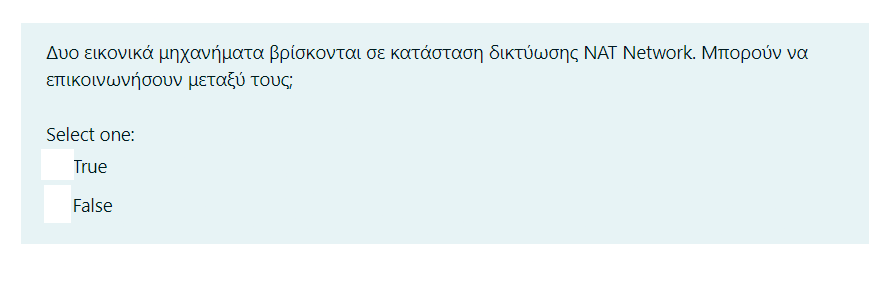 Δυο εικονικά μηχανήματα βρίσκονται σε κατάσταση δικτύωσης NAT Network. Μπορούν να
επικοινωνήσουν μεταξύ τους;
Select one:
True
False